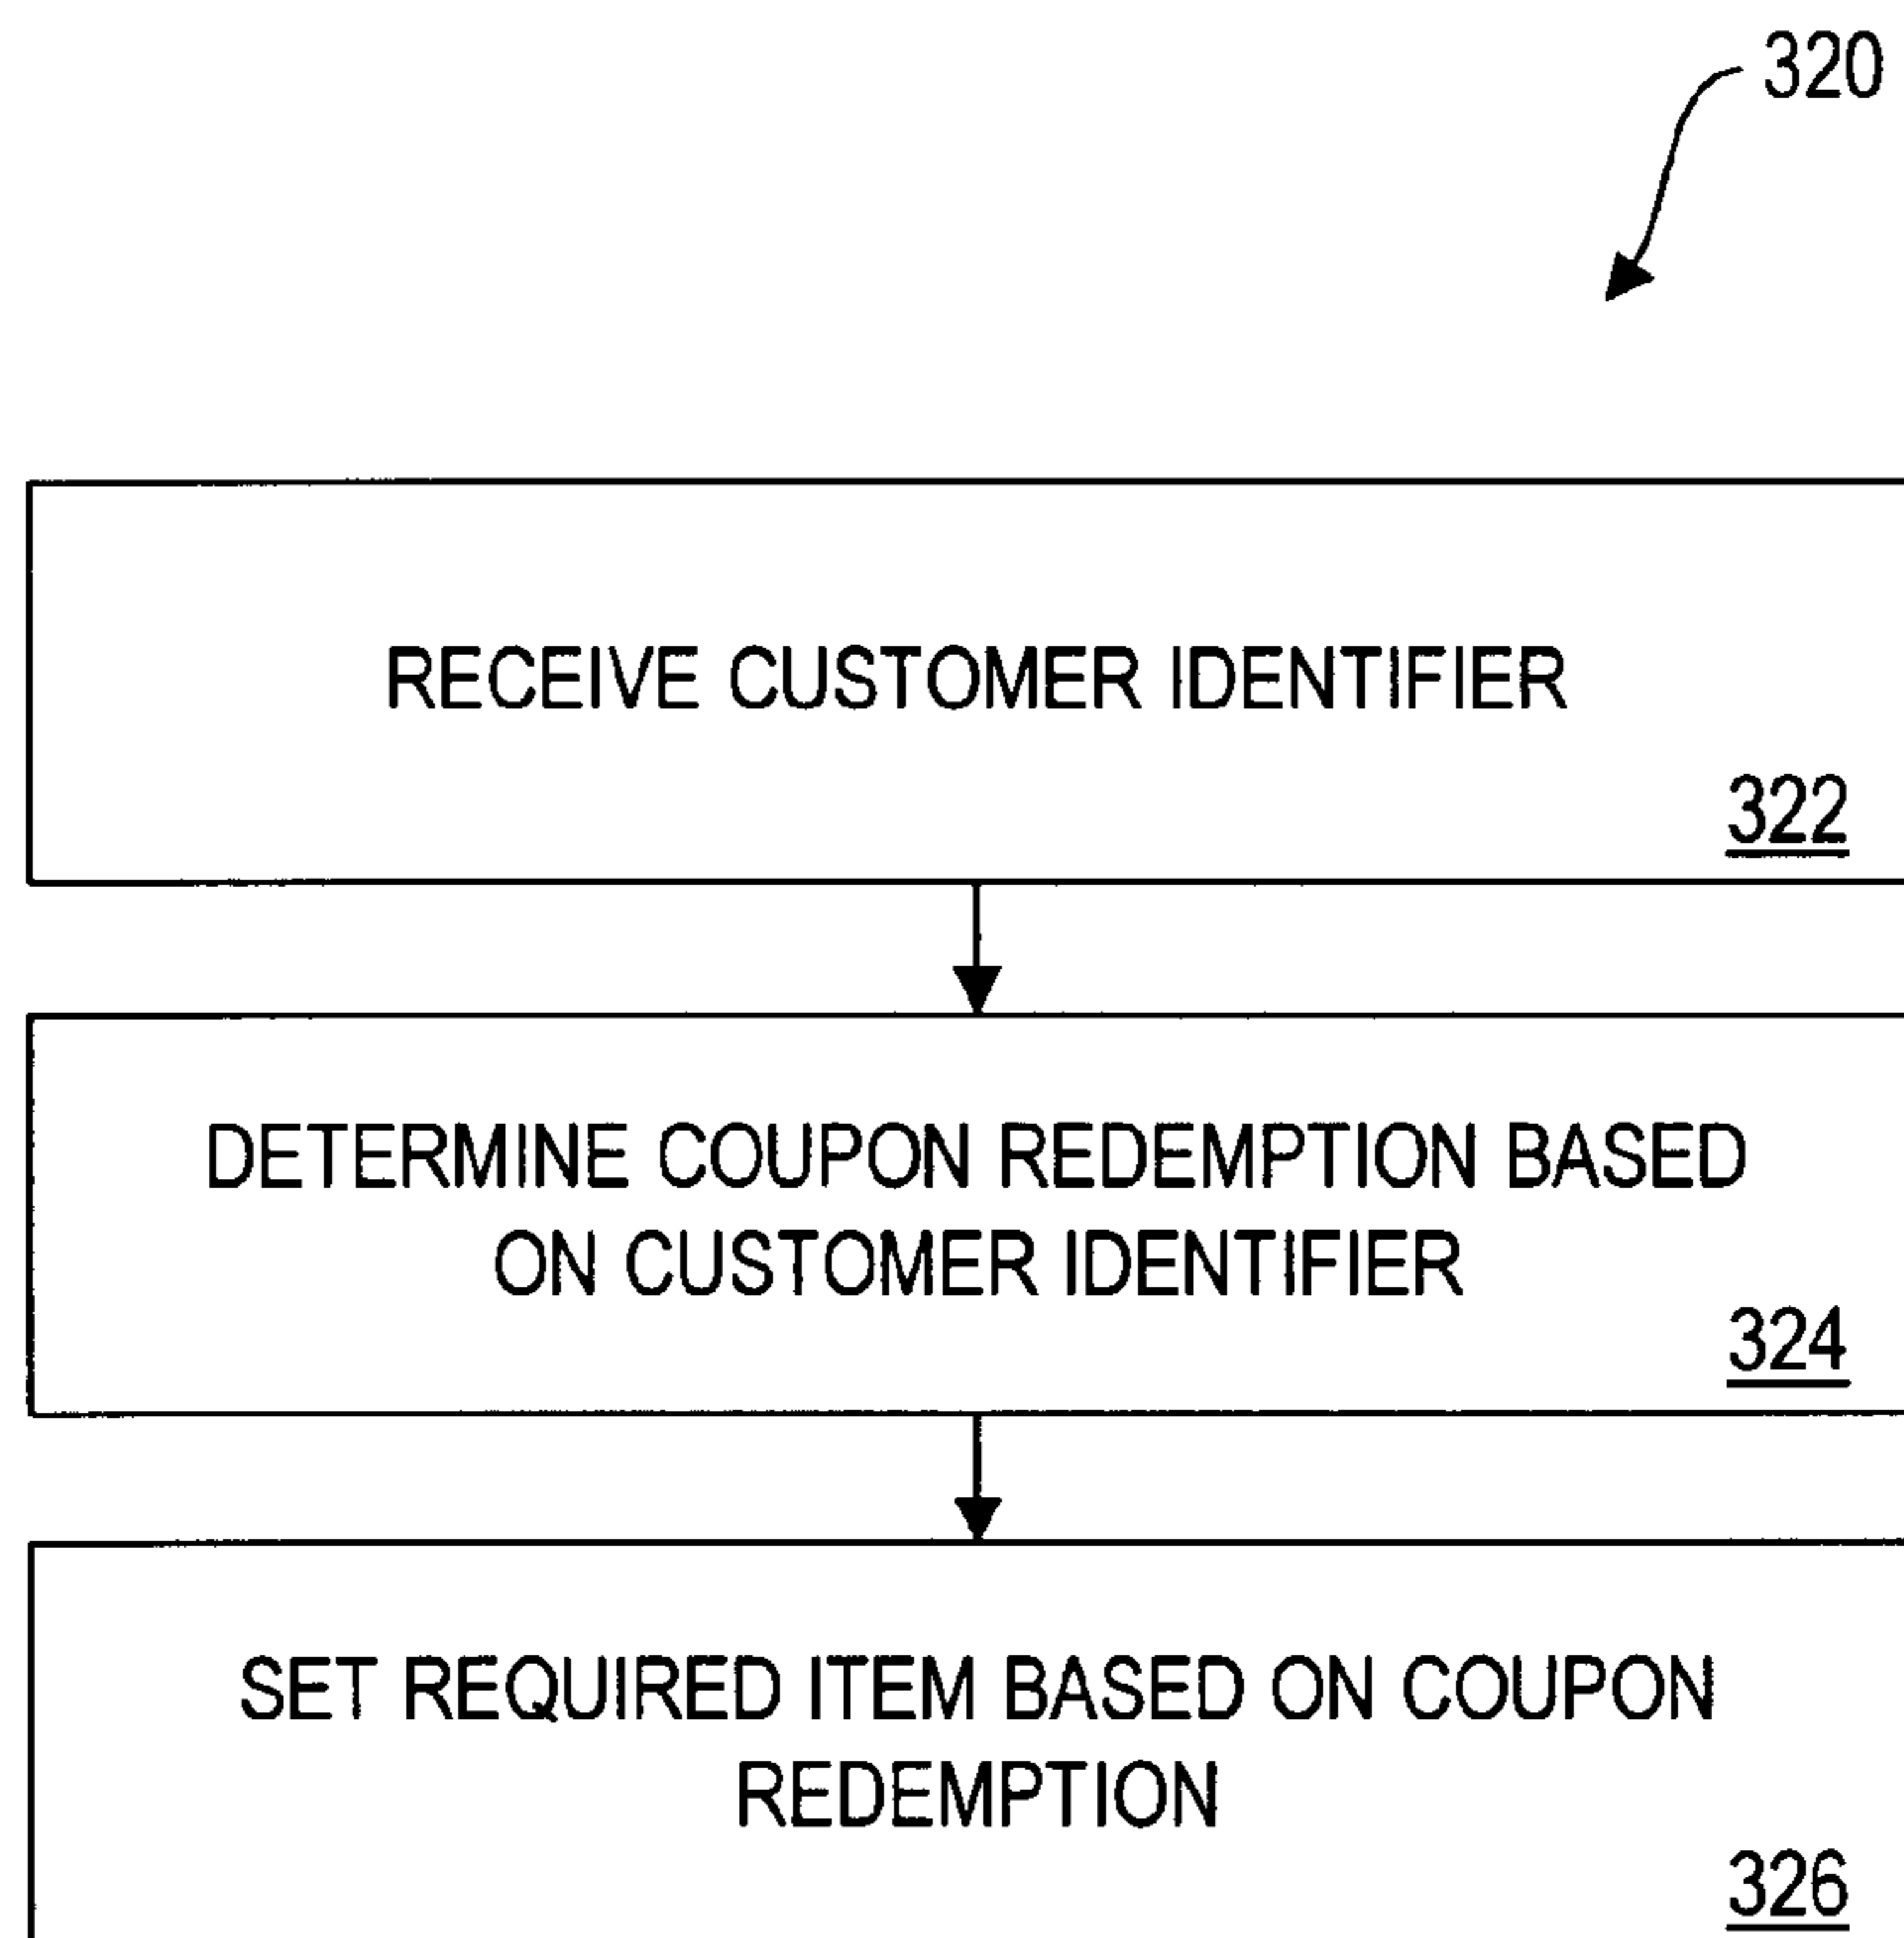 320
RECEIVE CUSTOMER IDENTIFIER
322
DETERMINE COUPON REDEMPTION BASED
ON CUSTOMER IDENTIFIER
324
SET REQUIRED ITEM BASED ON COUPON
REDEMPTION
326